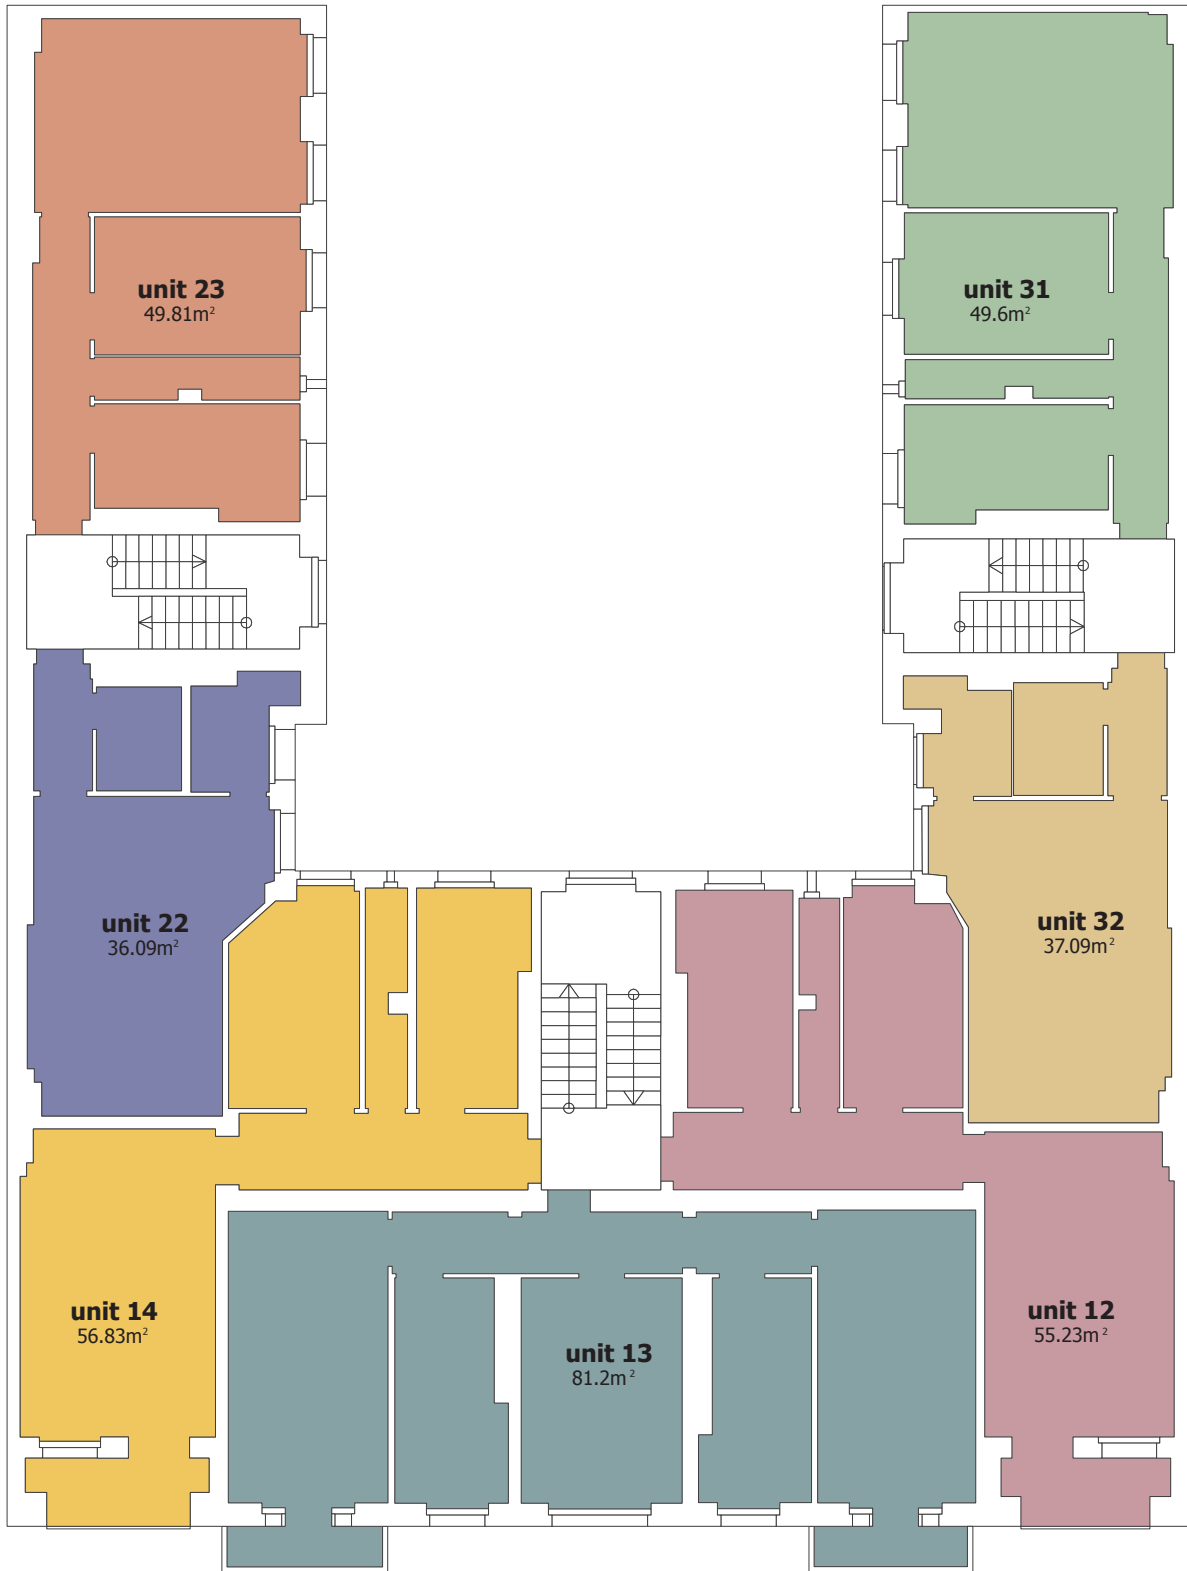 unit 23
49.81m²
unit 31
49.6m²
unit 22
36.09m²
unit 32
37.09m²
unit 14
56.83m²
unit 12
55.23m²
unit 13
81.2m²